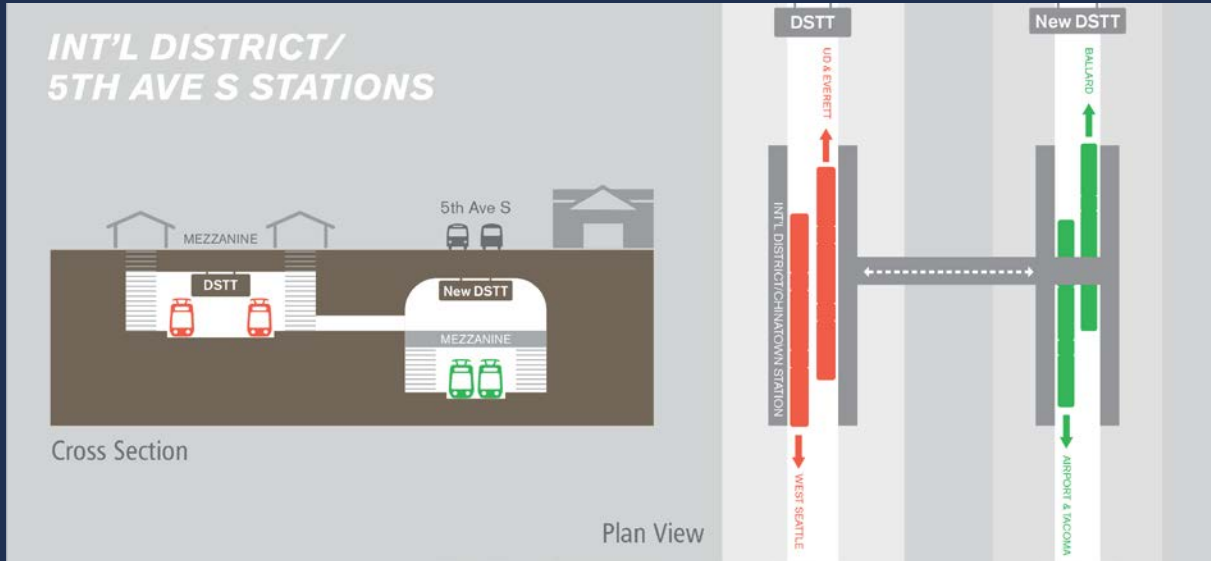 INT'L DISTRICT/
5TH AVE S STATIONS
5th Ave S
MEZZANINE
DSTT
New DSTT
MEZZANINE
Cross Section
Plan View
DSTT
New DSTT
UD & EVERETT
BALLARD
INT'L DISTRICT/CHINATOWN STATION
WEST SEATTLE
AIRPORT & TACOMA